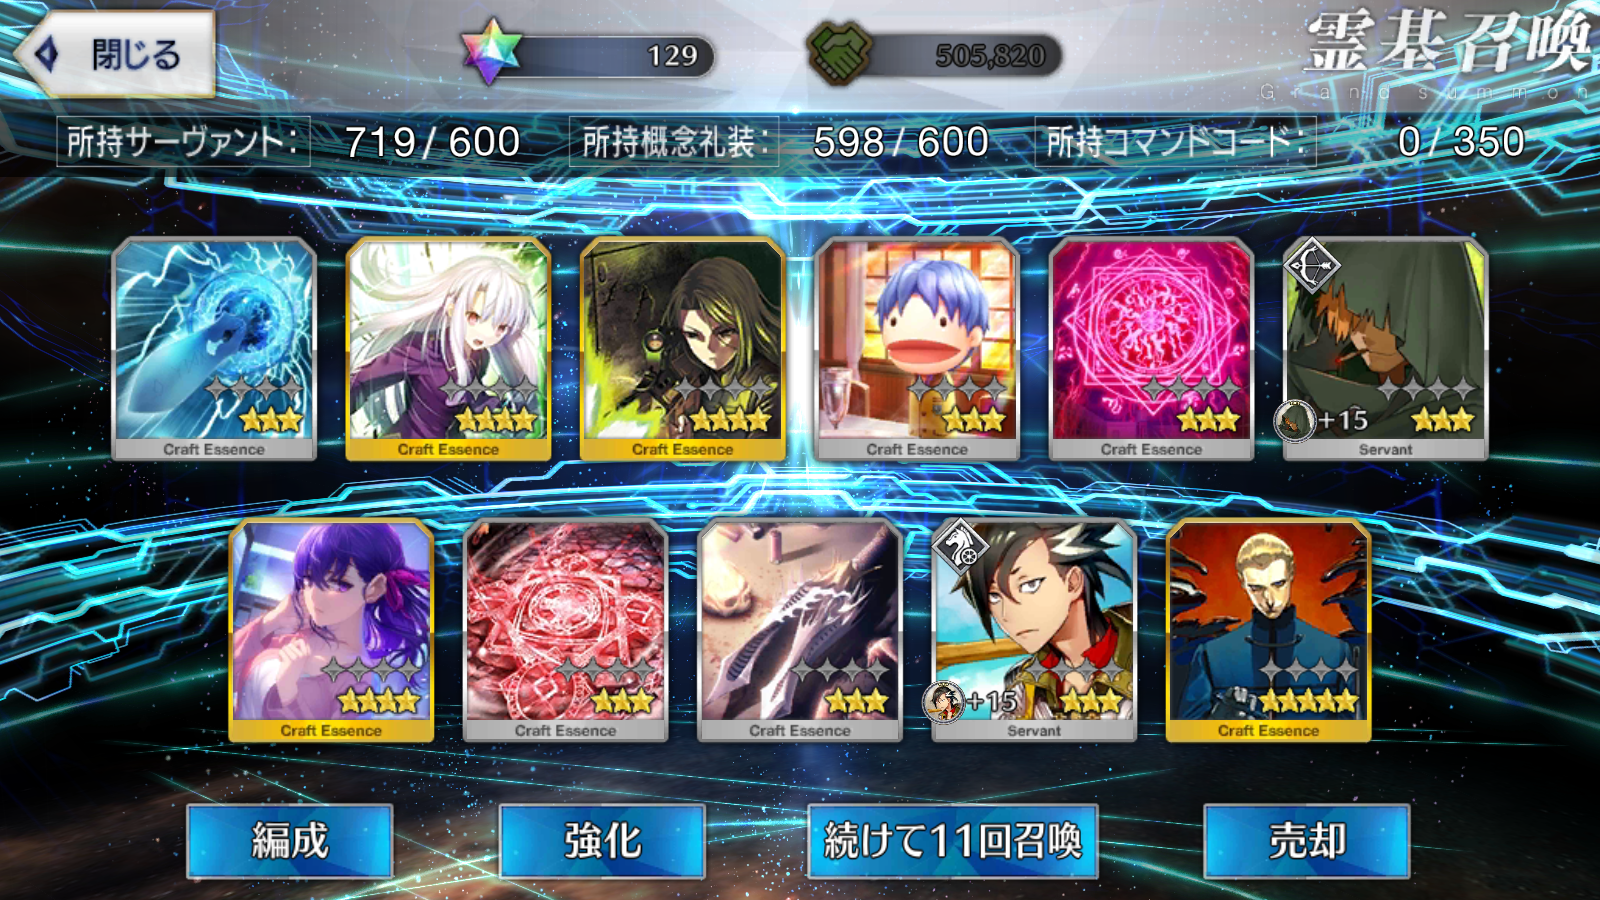 閉じる
129
505,820
霊基召喚
Grand summon
所持サーヴァント: 719 / 600
所持概念礼装: 598 / 600
所持コマンドコード: 0 / 350
+15
Craft Essence
Craft Essence
Craft Essence
Craft Essence
Craft Essence
Servant
+15
Craft Essence
Craft Essence
Craft Essence
Servant
Craft Essence
編成
強化
続けて11回召喚
売却